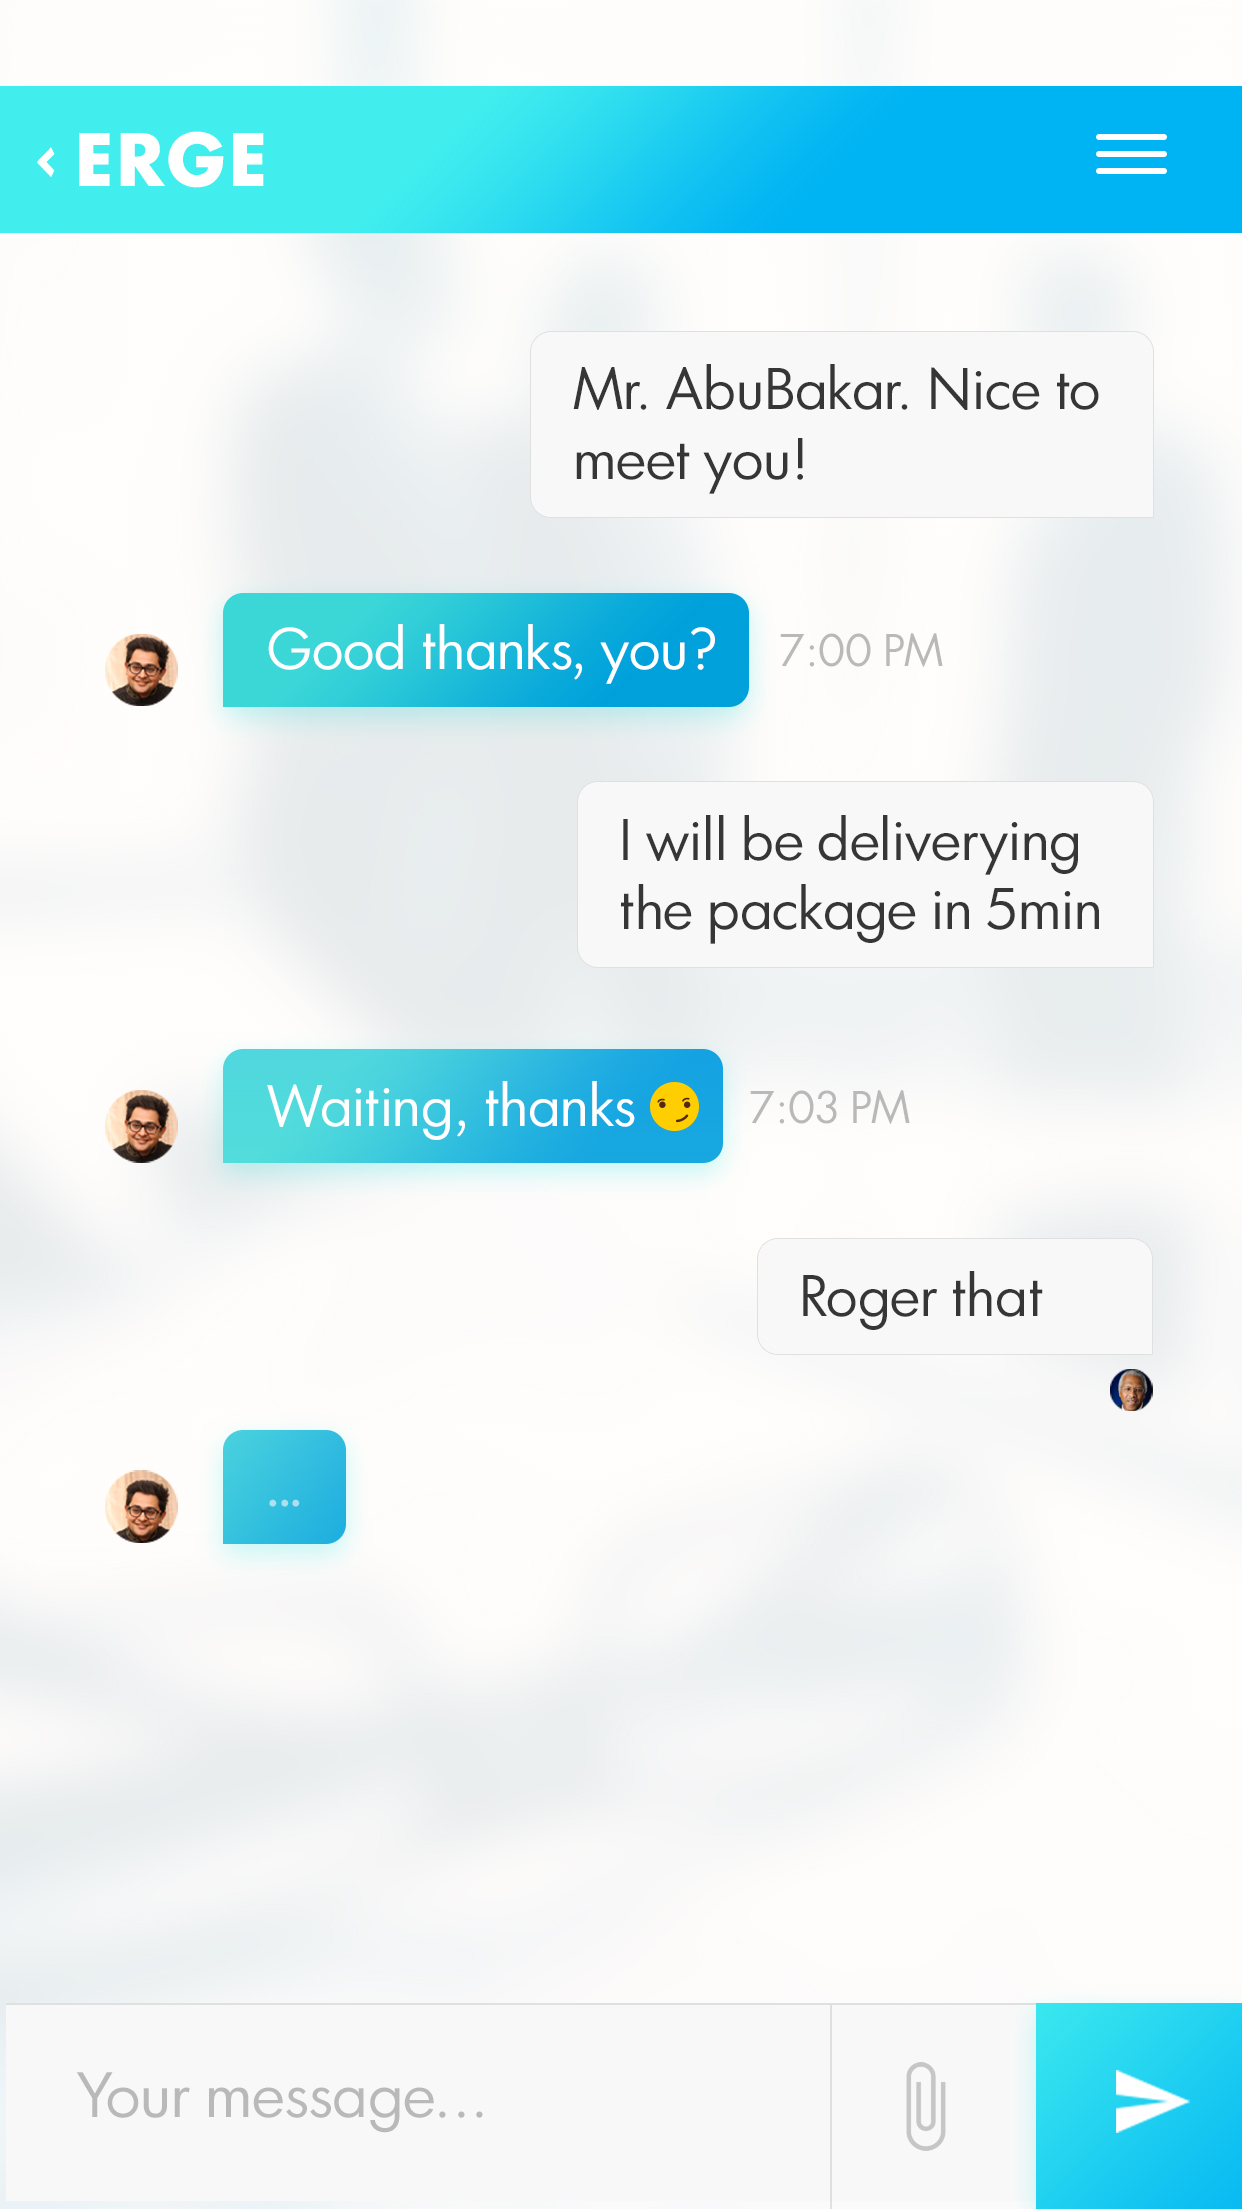 ERGE
Mr. AbuBakar. Nice to
meet you!
Good thanks, you?
7:00 PM
I will be deliverying
the package in 5min
Waiting, thanks 😏
7:03 PM
Roger that
...
Your message...